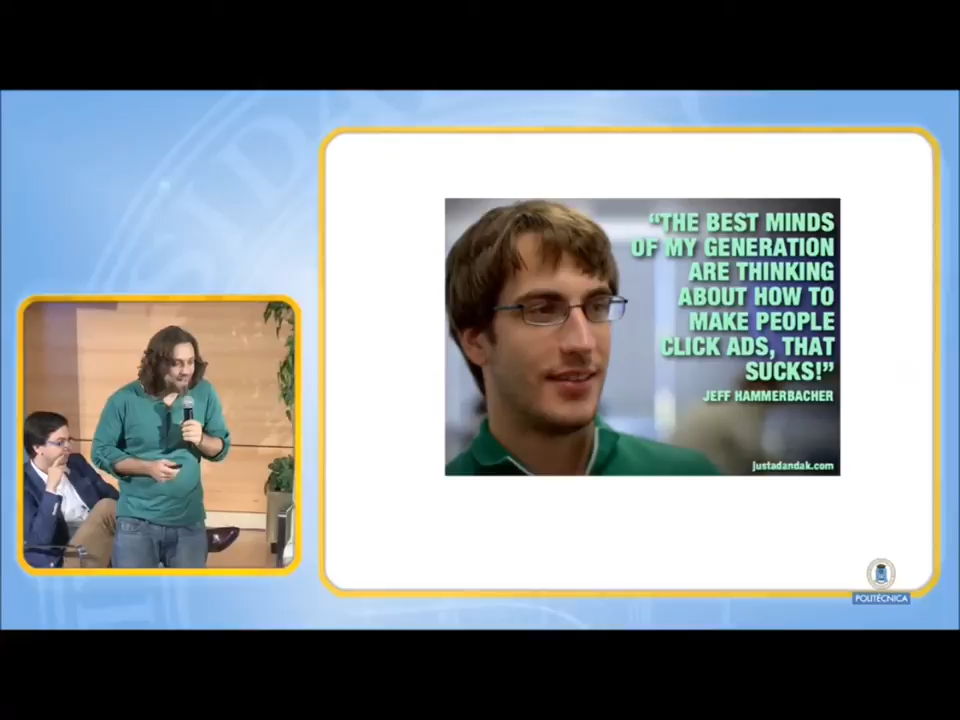 “THE BEST MINDS
OF MY GENERATION
ARE THINKING
ABOUT HOW TO
MAKE PEOPLE
CLICK ADS, THAT
SUCKS!”
JEFF HAMMERBACHER
justadandak.com
POLITÉCNICA